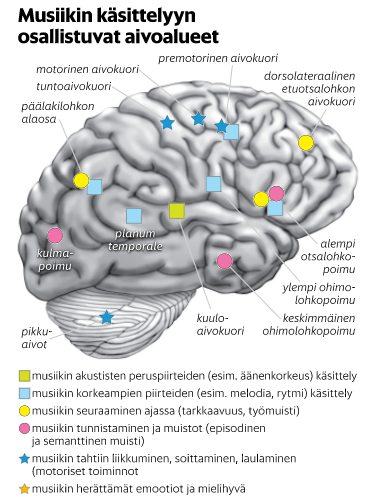 Musiikin käsittelyyn
osallistuvat aivoalueet
premotorinen aivokuori
motorinen aivokuori
dorsolateraalinen
etuotsalohkon
aivokuori
tuntoaivokuori
päälakilohkon
alaosa
planum
temporale
kulma-
poimu
alempi
otsalohko-
poimu
ylempi ohimo-
lohkopoimu
keskimmäinen
ohimolohkopoimu
kuulo-
aivokuori
pikku-
aivot
musiikin akustisten peruspiirteiden (esim. äänenkorkeus) käsittely
musiikin korkeampien piirteiden (esim. melodia, rytmi) käsittely
musiikin seuraaminen ajassa (tarkkaavuus, työmuisti)
musiikin tunnistaminen ja muistot (episodinen
ja semanttinen muisti)
musiikin tahtiin liikkuminen, soittaminen, laulaminen
(motoriset toiminnot
musiikin herättämät emootiot ja mielihyvä